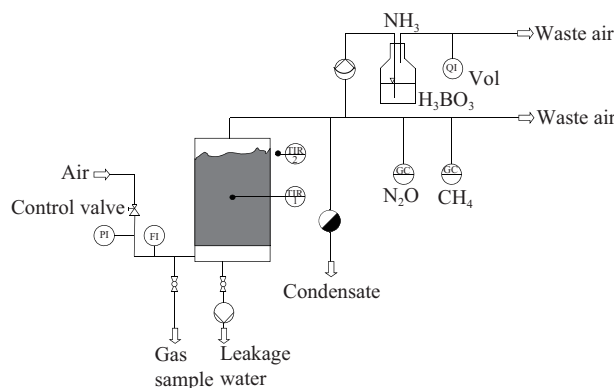 NH₃
Waste air
QI
Vol
H₃BO₃
Waste air
TIR
2
Air
GC
GC
N₂O
CH₄
TIR
1
Control valve
PI
FI
Condensate
Gas
sample
Leakage
water